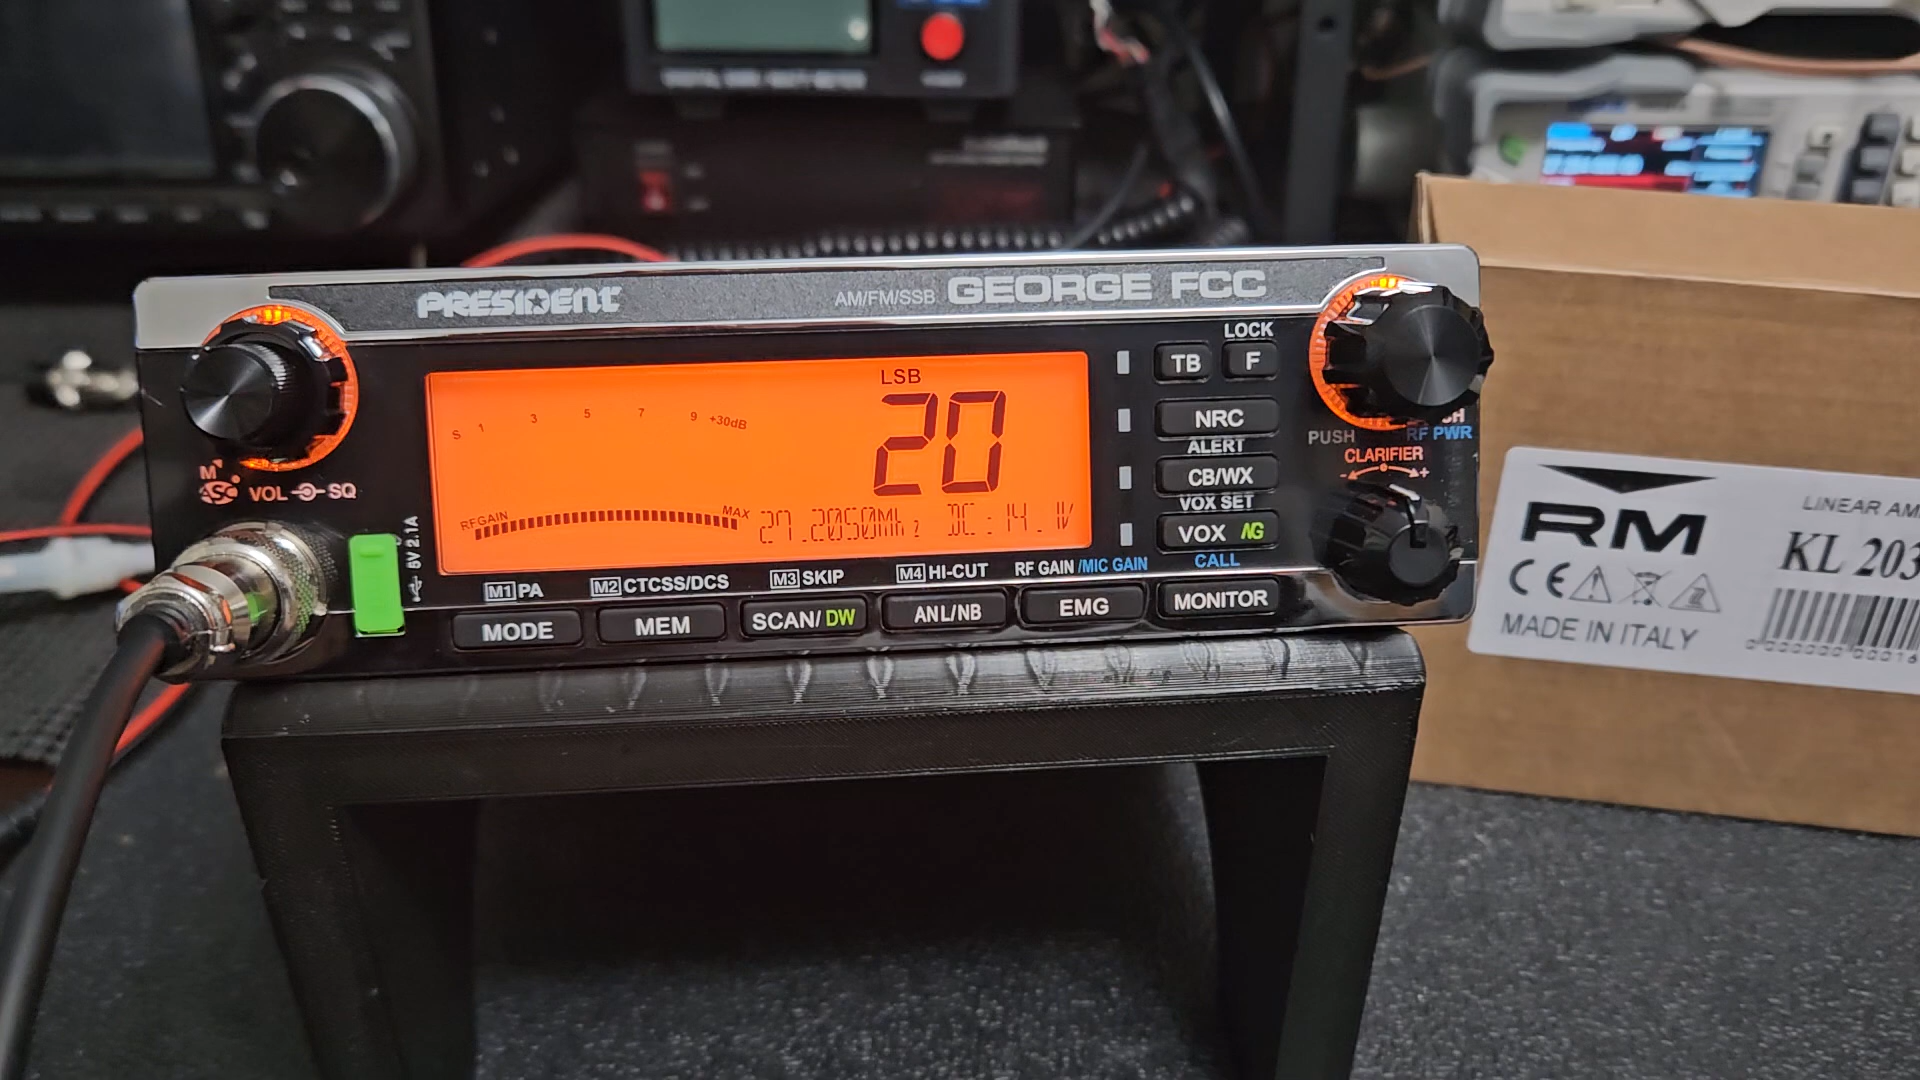 PRESIDENT
AM/FM/SSB GEORGE FCC
LOCK
TB F
LSB
20
S 1 3 5 7 9 +30dB
NRC
ALERT
CB/WX
VOX SET
VOX NG
CALL
PUSH
RF PWR
CLARIFIER
- +
M
ASC
VOL SQ
5V 2.1A
RF GAIN MAX
27.2050MHz DC:14.1V
M1 PA M2 CTCSS/DCS M3 SKIP M4 HI-CUT RF GAIN /MIC GAIN
MODE MEM SCAN/DW ANL/NB EMG MONITOR
RM
LINEAR AM
KL 203
CE
MADE IN ITALY